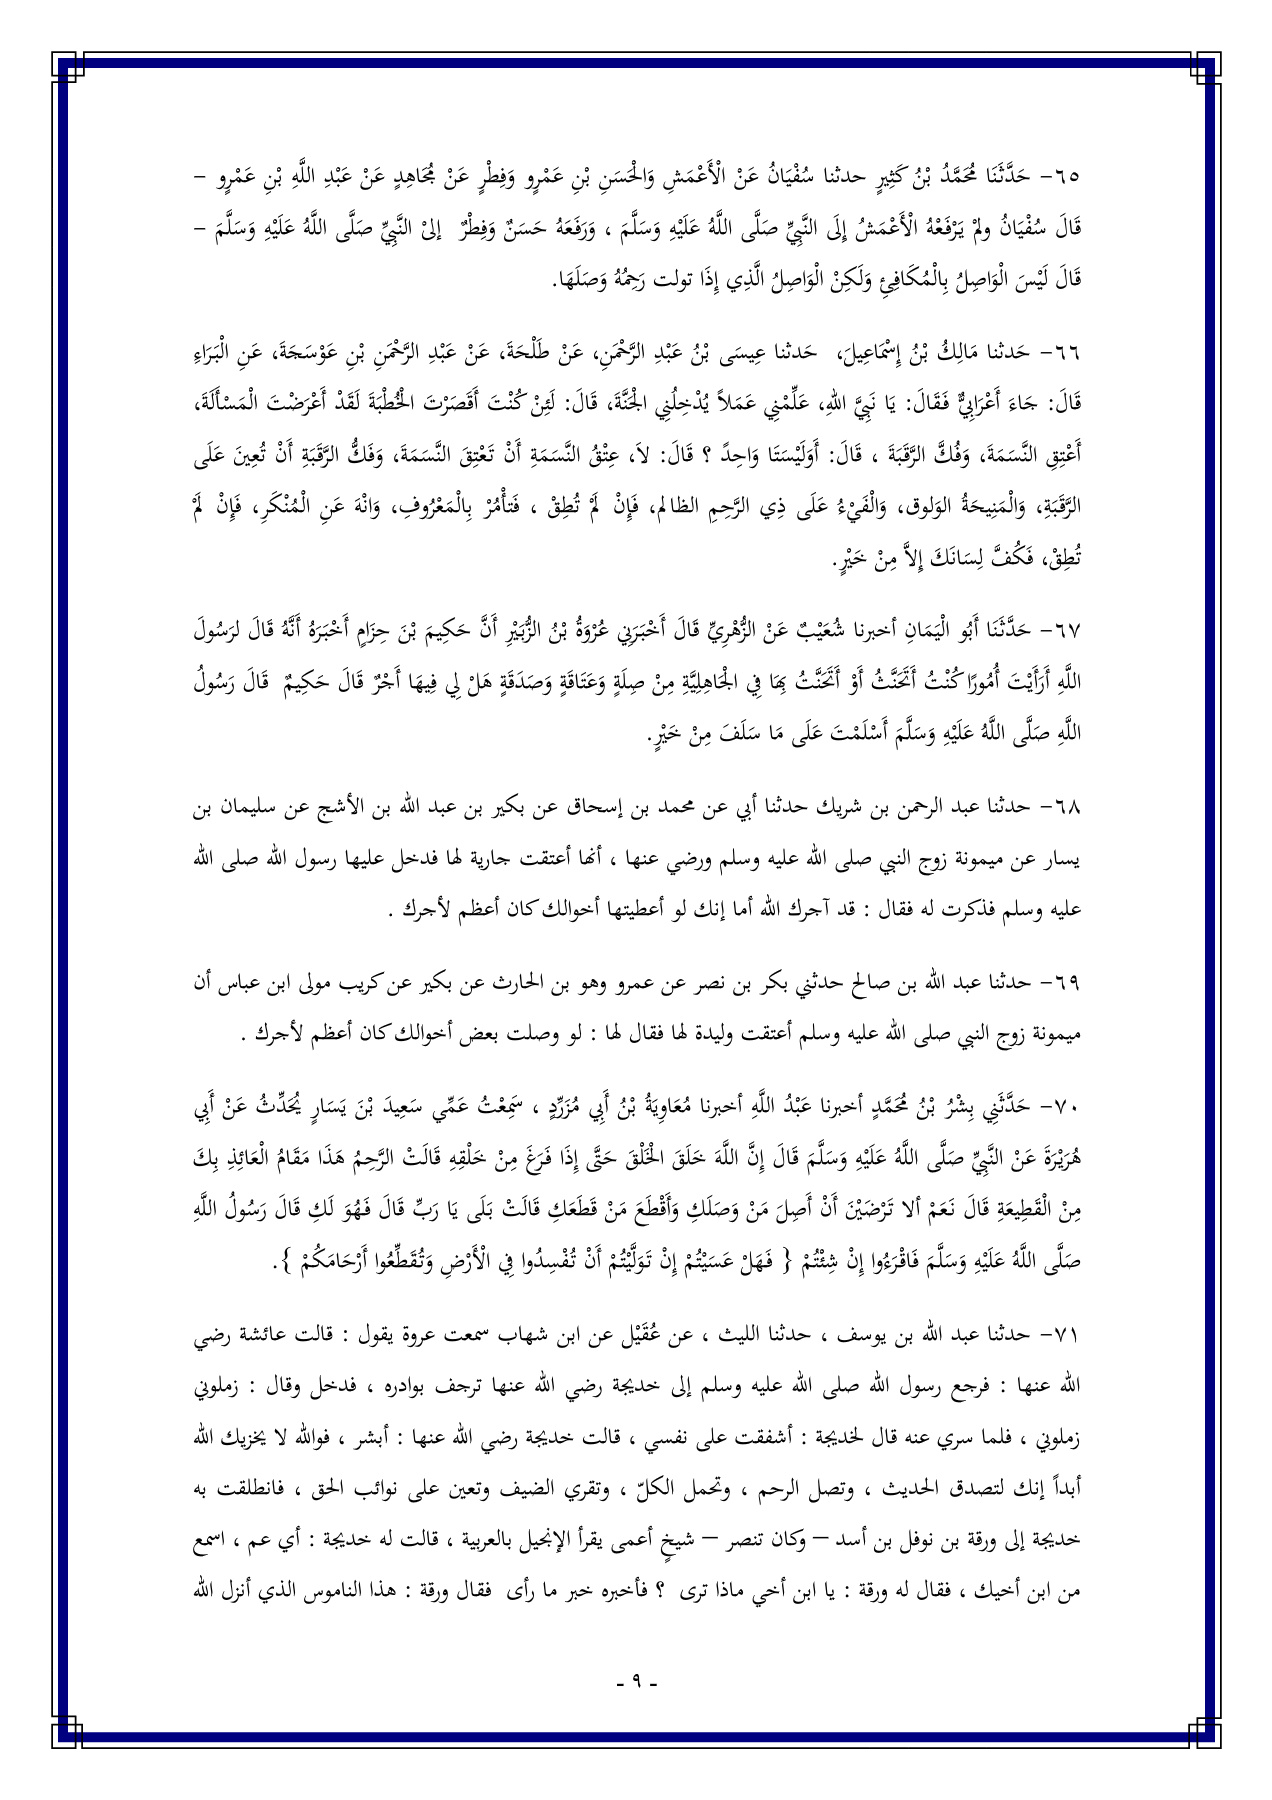 ٦٥- حَدَّثَنَا مُحَمَّدُ بْنُ كَثِيرٍ حدثنا سُفْيَانُ عَنْ الْأَعْمَشِ وَالْحَسَنِ بْنِ عَمْرٍو وَفِطْرٍ عَنْ مُجَاهِدٍ عَنْ عَبْدِ اللَّهِ بْنِ عَمْرٍو –
قَالَ سُفْيَانُ ولَمْ يَرْفَعْهُ الْأَعْمَشُ إِلَى النَّبِيِّ صَلَّى اللَّهُ عَلَيْهِ وَسَلَّمَ ، وَرَفَعَهُ حَسَنٌ وَفِطْرٌ إلىْ النَّبِيِّ صَلَّى اللَّهُ عَلَيْهِ وَسَلَّمَ –
قَالَ لَيْسَ الْوَاصِلُ بِالْمُكَافِئِ وَلَكِنْ الْوَاصِلُ الَّذِي إِذَا تولت رَحِمُهُ وَصَلَهَا.
٦٦- حَدثنا مَالِكُ بْنُ إِسْمَاعِيلَ، حَدثنا عِيسَى بْنُ عَبْدِ الرَّحْمَنِ، عَنْ طَلْحَةَ، عَنْ عَبْدِ الرَّحْمَنِ بْنِ عَوْسَجَةَ، عَنِ الْبَرَاءِ
قَالَ: جَاءَ أَعْرَابِيٌّ فَقَالَ: يَا نَبِيَّ اللهِ، عَلِّمْنِي عَمَلاً يُدْخِلُنِي الْجَنَّةَ، قَالَ: لَئِنْ كُنْتَ أَقَصَرْتَ الْخُطْبَةَ لَقَدْ أَعْرَضْتَ الْمَسْأَلَةَ،
أَعْتِقِ النَّسَمَةَ، وَفُكَّ الرَّقَبَةَ ، قَالَ: أَوَلَيْسَتَا وَاحِدً ؟ قَالَ: لاَ، عِتْقُ النَّسَمَةِ أَنْ تَعْتِقَ النَّسَمَةَ، وَفَكُّ الرَّقَبَةِ أَنْ تُعِينَ عَلَى
الرَّقَبَةِ، وَالْمَنِيحَةُ الوَلوق، وَالْفَيْءُ عَلَى ذِي الرَّحِمِ الظالم، فَإِنْ لَمْ تُطِقْ ، فَتأْمُرْ بِالْمَعْرُوفِ، وَانْهَ عَنِ الْمُنْكَرِ، فَإِنْ لَمْ
تُطِقْ، فَكُفَّ لِسَانَكَ إِلاَّ مِنْ خَيْرٍ.
٦٧- حَدَّثَنَا أَبُو الْيَمَانِ أخبرنا شُعَيْبٌ عَنْ الزُّهْرِيِّ قَالَ أَخْبَرَنِي عُرْوَةُ بْنُ الزُّبَيْرِ أَنَّ حَكِيمَ بْنَ حِزَامٍ أَخْبَرَهُ أَنَّهُ قَالَ لرَسُولَ
اللَّهِ أَرَأَيْتَ أُمُورًا كُنْتُ أَتَحَنَّثُ أَوْ أَتَحَنَّتُ بِهَا فِي الْجَاهِلِيَّةِ مِنْ صِلَةٍ وَعَتَاقَةٍ وَصَدَقَةٍ هَلْ لِي فِيهَا أَجْرٌ قَالَ حَكِيمٌ قَالَ رَسُولُ
اللَّهِ صَلَّى اللَّهُ عَلَيْهِ وَسَلَّمَ أَسْلَمْتَ عَلَى مَا سَلَفَ مِنْ خَيْرٍ.
٦٨- حدثنا عبد الرحمن بن شريك حدثنا أبي عن محمد بن إسحاق عن بكير بن عبد الله بن الأشج عن سليمان بن
يسار عن ميمونة زوج النبي صلى الله عليه وسلم ورضي عنها ، أنها أعتقت جارية لها فدخل عليها رسول الله صلى الله
عليه وسلم فذكرت له فقال : قد آجرك الله أما إنك لو أعطيتها أخوالك كان أعظم لأجرك .
٦٩- حدثنا عبد الله بن صالح حدثني بكر بن نصر عن عمرو وهو بن الحارث عن بكير عن كريب مولى ابن عباس أن
ميمونة زوج النبي صلى الله عليه وسلم أعتقت وليدة لها فقال لها : لو وصلت بعض أخوالك كان أعظم لأجرك .
٧٠- حَدَّثَنِي بِشْرُ بْنُ مُحَمَّدٍ أخبرنا عَبْدُ اللَّهِ أخبرنا مُعَاوِيَةُ بْنُ أَبِي مُزَرِّدٍ ، سَمِعْتُ عَمِّي سَعِيدَ بْنَ يَسَارٍ يُحَدِّثُ عَنْ أَبِي
هُرَيْرَةَ عَنْ النَّبِيِّ صَلَّى اللَّهُ عَلَيْهِ وَسَلَّمَ قَالَ إِنَّ اللَّهَ خَلَقَ الْخَلْقَ حَتَّى إِذَا فَرَغَ مِنْ خَلْقِهِ قَالَتْ الرَّحِمُ هَذَا مَقَامُ الْعَائِذِ بِكَ
مِنْ الْقَطِيعَةِ قَالَ نَعَمْ ألا تَرْضَيْنَ أَنْ أَصِلَ مَنْ وَصَلَكِ وَأَقْطَعَ مَنْ قَطَعَكِ قَالَتْ بَلَى يَا رَبِّ قَالَ فَهُوَ لَكِ قَالَ رَسُولُ اللَّهِ
صَلَّى اللَّهُ عَلَيْهِ وَسَلَّمَ فَاقْرَءُوا إِنْ شِئْتُمْ { فَهَلْ عَسَيْتُمْ إِنْ تَوَلَّيْتُمْ أَنْ تُفْسِدُوا فِي الْأَرْضِ وَتُقَطِّعُوا أَرْحَامَكُمْ }.
٧١- حدثنا عبد الله بن يوسف ، حدثنا الليث ، عن عُقَيْل عن ابن شهاب سمعت عروة يقول : قالت عائشة رضي
الله عنها : فرجع رسول الله صلى الله عليه وسلم إلى خديجة رضي الله عنها ترجف بوادره ، فدخل وقال : زملوني
زملوني ، فلما سري عنه قال لخديجة : أشفقت على نفسي ، قالت خديجة رضي الله عنها : أبشر ، فوالله لا يخزيك الله
أبداً إنك لتصدق الحديث ، وتصل الرحم ، وتحمل الكلّ ، وتقري الضيف وتعين على نوائب الحق ، فانطلقت به
خديجة إلى ورقة بن نوفل بن أسد – وكان تنصر – شيخٍ أعمى يقرأ الإنجيل بالعربية ، قالت له خديجة : أي عم ، اسمع
من ابن أخيك ، فقال له ورقة : يا ابن أخي ماذا ترى ؟ فأخبره خبر ما رأى فقال ورقة : هذا الناموس الذي أنزل الله
- ٩ -